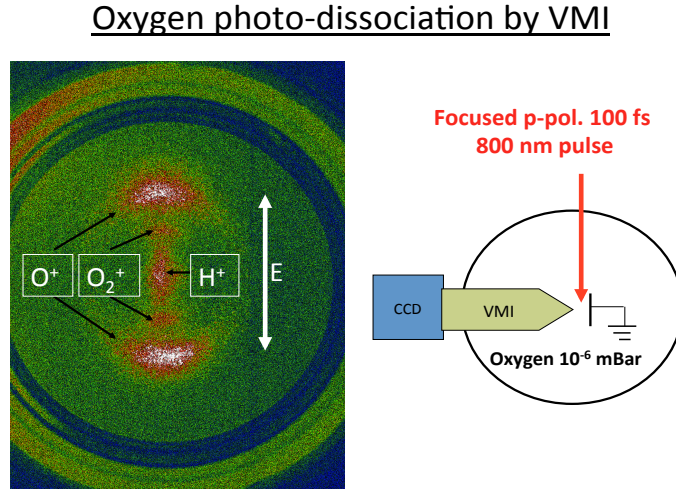 Oxygen photo-dissociation by VMI
Focused p-pol. 100 fs
800 nm pulse
O⁺
O₂⁺
H⁺
E
CCD
VMI
Oxygen 10⁻⁶ mBar